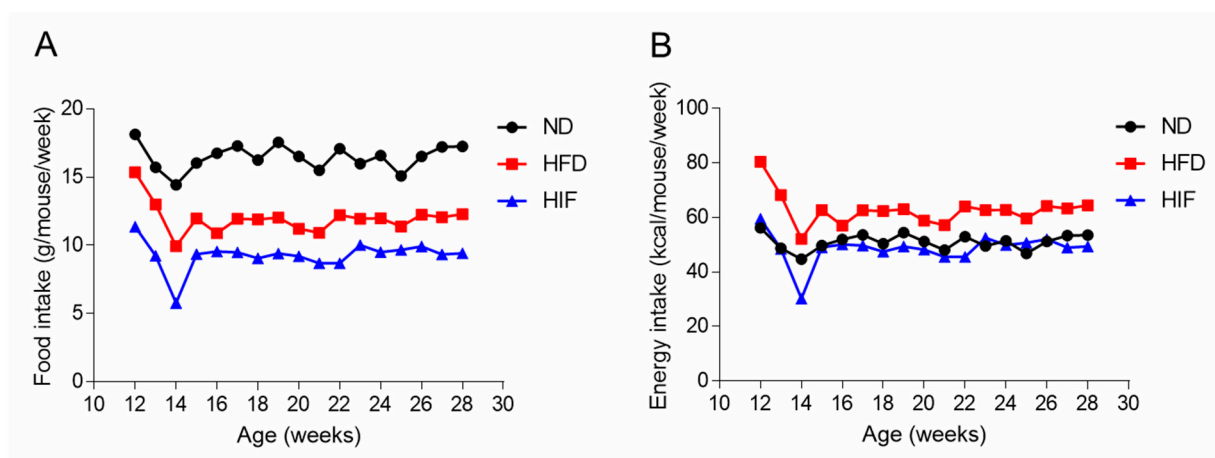 A
Food intake (g/mouse/week)
20
15
10
5
0
10 12 14 16 18 20 22 24 26 28 30
Age (weeks)
ND
HFD
HIF
B
Energy intake (kcal/mouse/week)
100
80
60
40
20
0
10 12 14 16 18 20 22 24 26 28 30
Age (weeks)
ND
HFD
HIF